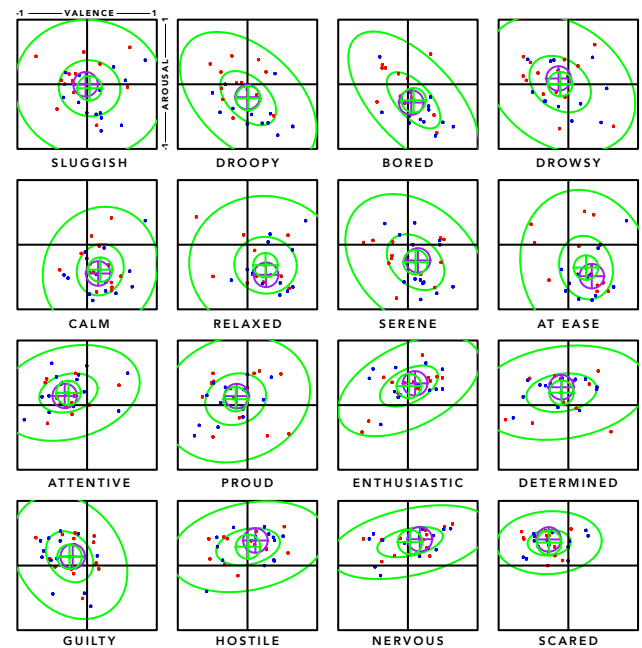 -1 VALENCE 1
1 AROUSAL -1
SLUGGISH DROOPY BORED DROWSY
CALM RELAXED SERENE AT EASE
ATTENTIVE PROUD ENTHUSIASTIC DETERMINED
GUILTY HOSTILE NERVOUS SCARED